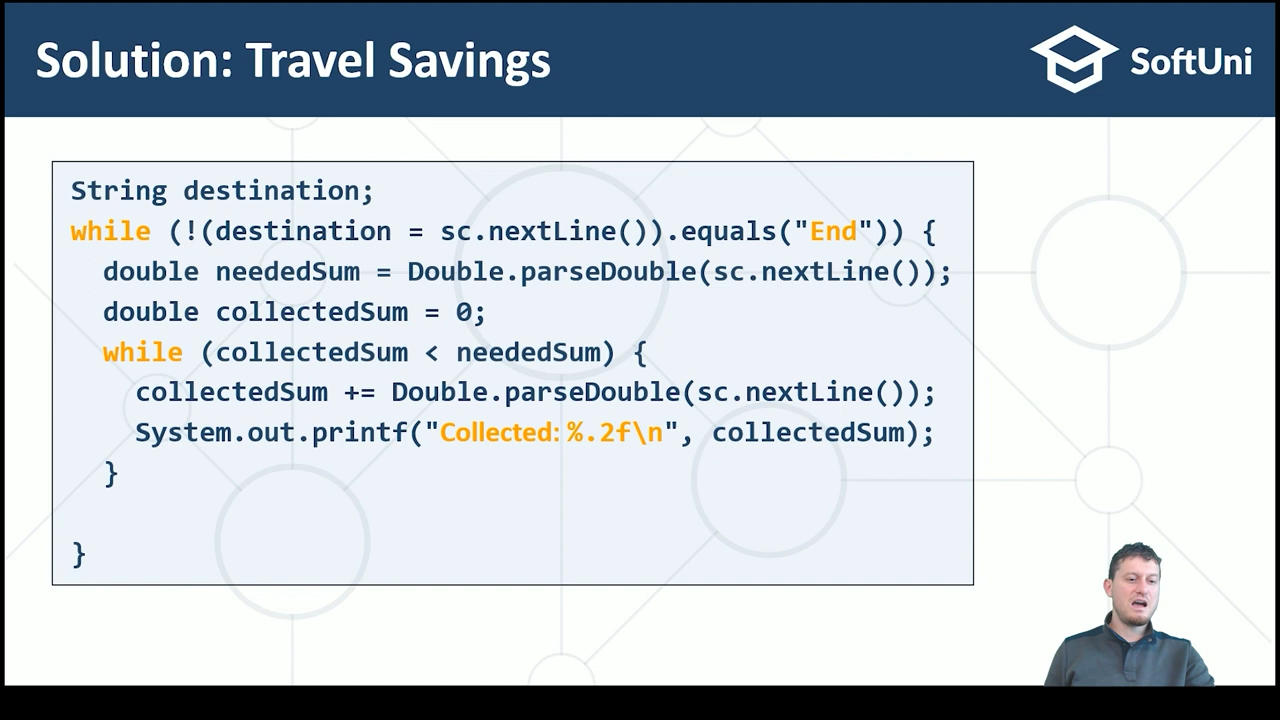 Solution: Travel Savings
SoftUni
String destination;
while (!(destination = sc.nextLine()).equals("End")) {
  double neededSum = Double.parseDouble(sc.nextLine());
  double collectedSum = 0;
  while (collectedSum < neededSum) {
    collectedSum += Double.parseDouble(sc.nextLine());
    System.out.printf("Collected: %.2f\n", collectedSum);
  }
}